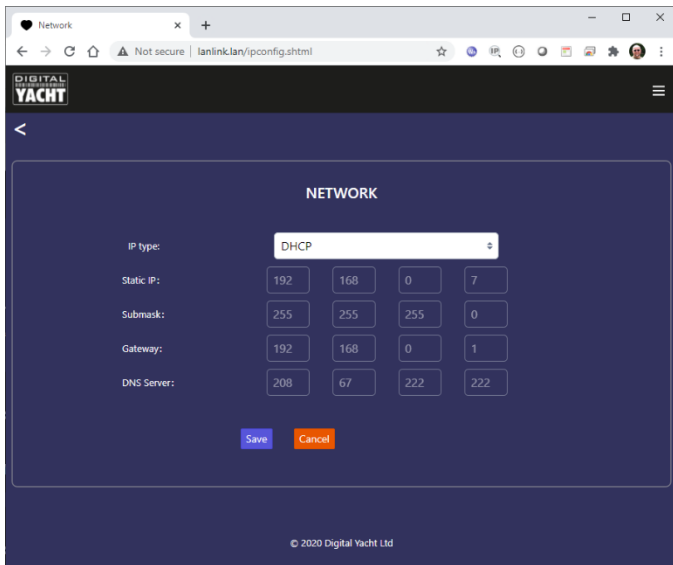 Network
Not secure lanlink.lan/ipconfig.shtml
DIGITAL
YACHT
<
NETWORK
IP type: DHCP
Static IP: 192 168 0 7
Submask: 255 255 255 0
Gateway: 192 168 0 1
DNS Server: 208 67 222 222
Save Cancel
© 2020 Digital Yacht Ltd